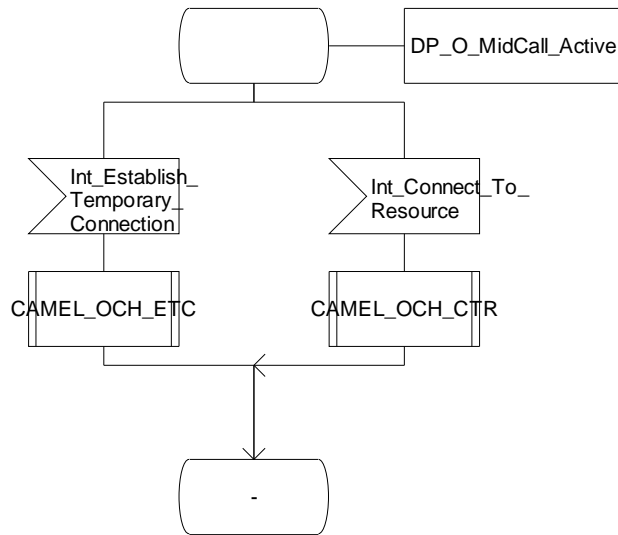 DP_O_MidCall_Active
Int_Establish_
Temporary_
Connection
Int_Connect_To_
Resource
CAMEL_OCH_ETC
CAMEL_OCH_CTR
-